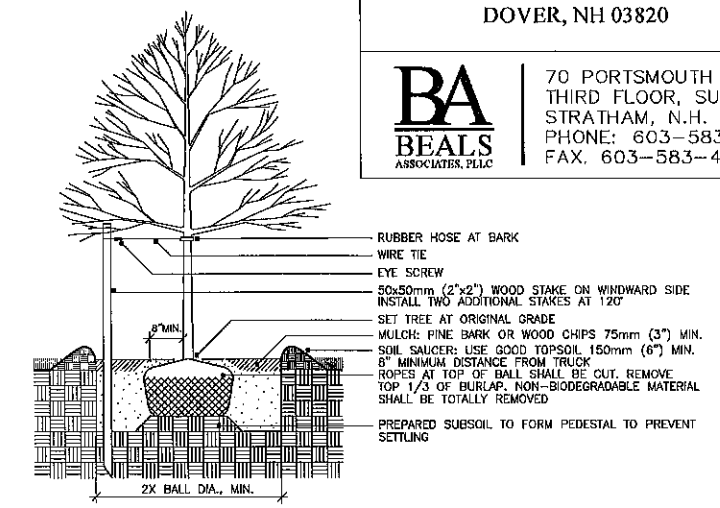 DOVER, NH 03820
BA
BEALS
ASSOCIATES, PLLC
70 PORTSMOUTH
THIRD FLOOR, SU
STRATHAM, N.H.
PHONE: 603-583
FAX. 603-583-4
RUBBER HOSE AT BARK
WIRE TIE
EYE SCREW
50x50mm (2"x2") WOOD STAKE ON WINDWARD SIDE
INSTALL TWO ADDITIONAL STAKES AT 120°
8"MIN.
SET TREE AT ORIGINAL GRADE
MULCH: PINE BARK OR WOOD CHIPS 75mm (3") MIN.
SOIL SAUCER: USE GOOD TOPSOIL 150mm (6") MIN.
8" MINIMUM DISTANCE FROM TRUCK
ROPES AT TOP OF BALL SHALL BE CUT. REMOVE
TOP 1/3 OF BURLAP. NON-BIODEGRADABLE MATERIAL
SHALL BE TOTALLY REMOVED
PREPARED SUBSOIL TO FORM PEDESTAL TO PREVENT
SETTLING
2X BALL DIA., MIN.